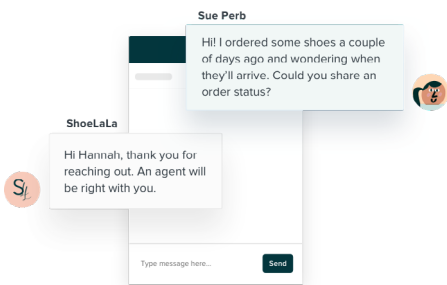 Sue Perb
Hi! I ordered some shoes a couple
of days ago and wondering when
they'll arrive. Could you share an
order status?
ShoeLaLa
Hi Hannah, thank you for
reaching out. An agent will
be right with you.
SL
Type message here...
Send